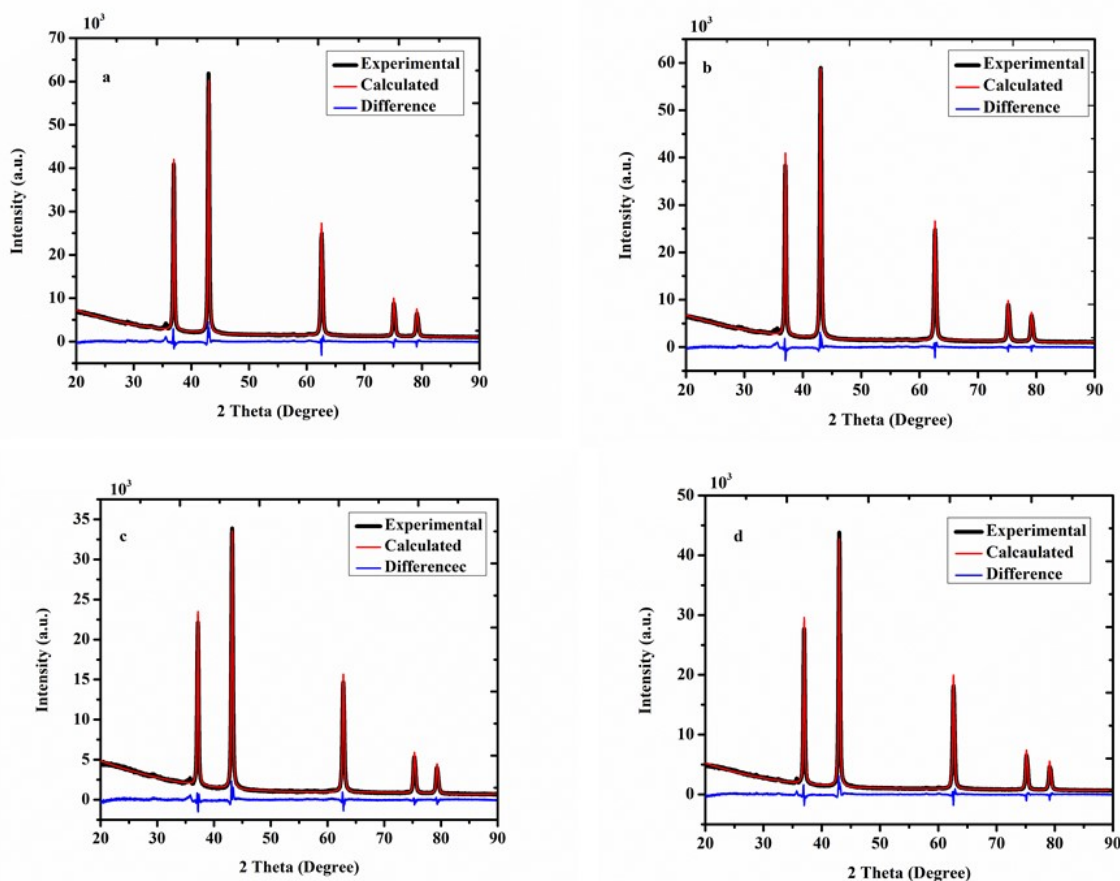 10³
70
60
50
40
30
20
10
0
Intensity (a.u.)
a
Experimental
Calculated
Difference
20 30 40 50 60 70 80 90
2 Theta (Degree)
10³
60
50
40
30
20
10
0
Intensity (a.u.)
b
Experimental
Calculated
Difference
20 30 40 50 60 70 80 90
2 Theta (Degree)
10³
35
30
25
20
15
10
5
0
Intensity (a.u.)
c
Experimental
Calculated
Differencec
20 30 40 50 60 70 80 90
2 Theta (Degree)
10³
50
40
30
20
10
0
Intensity (a.u.)
d
Experimental
Calcaulated
Difference
20 30 40 50 60 70 80 90
2 Theta (Degree)